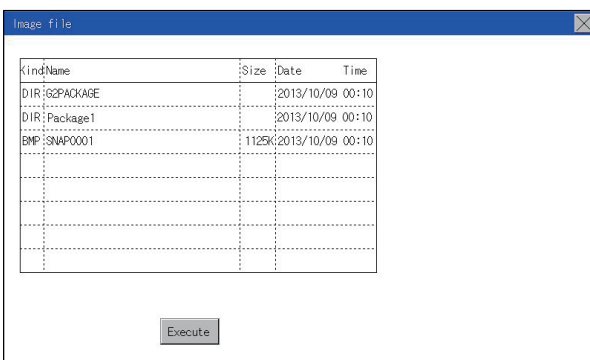 Image file
Kind Name Size Date Time
DIR G2PACKAGE 2013/10/09 00:10
DIR Package1 2013/10/09 00:10
BMP SNAP0001 1125K 2013/10/09 00:10
Execute